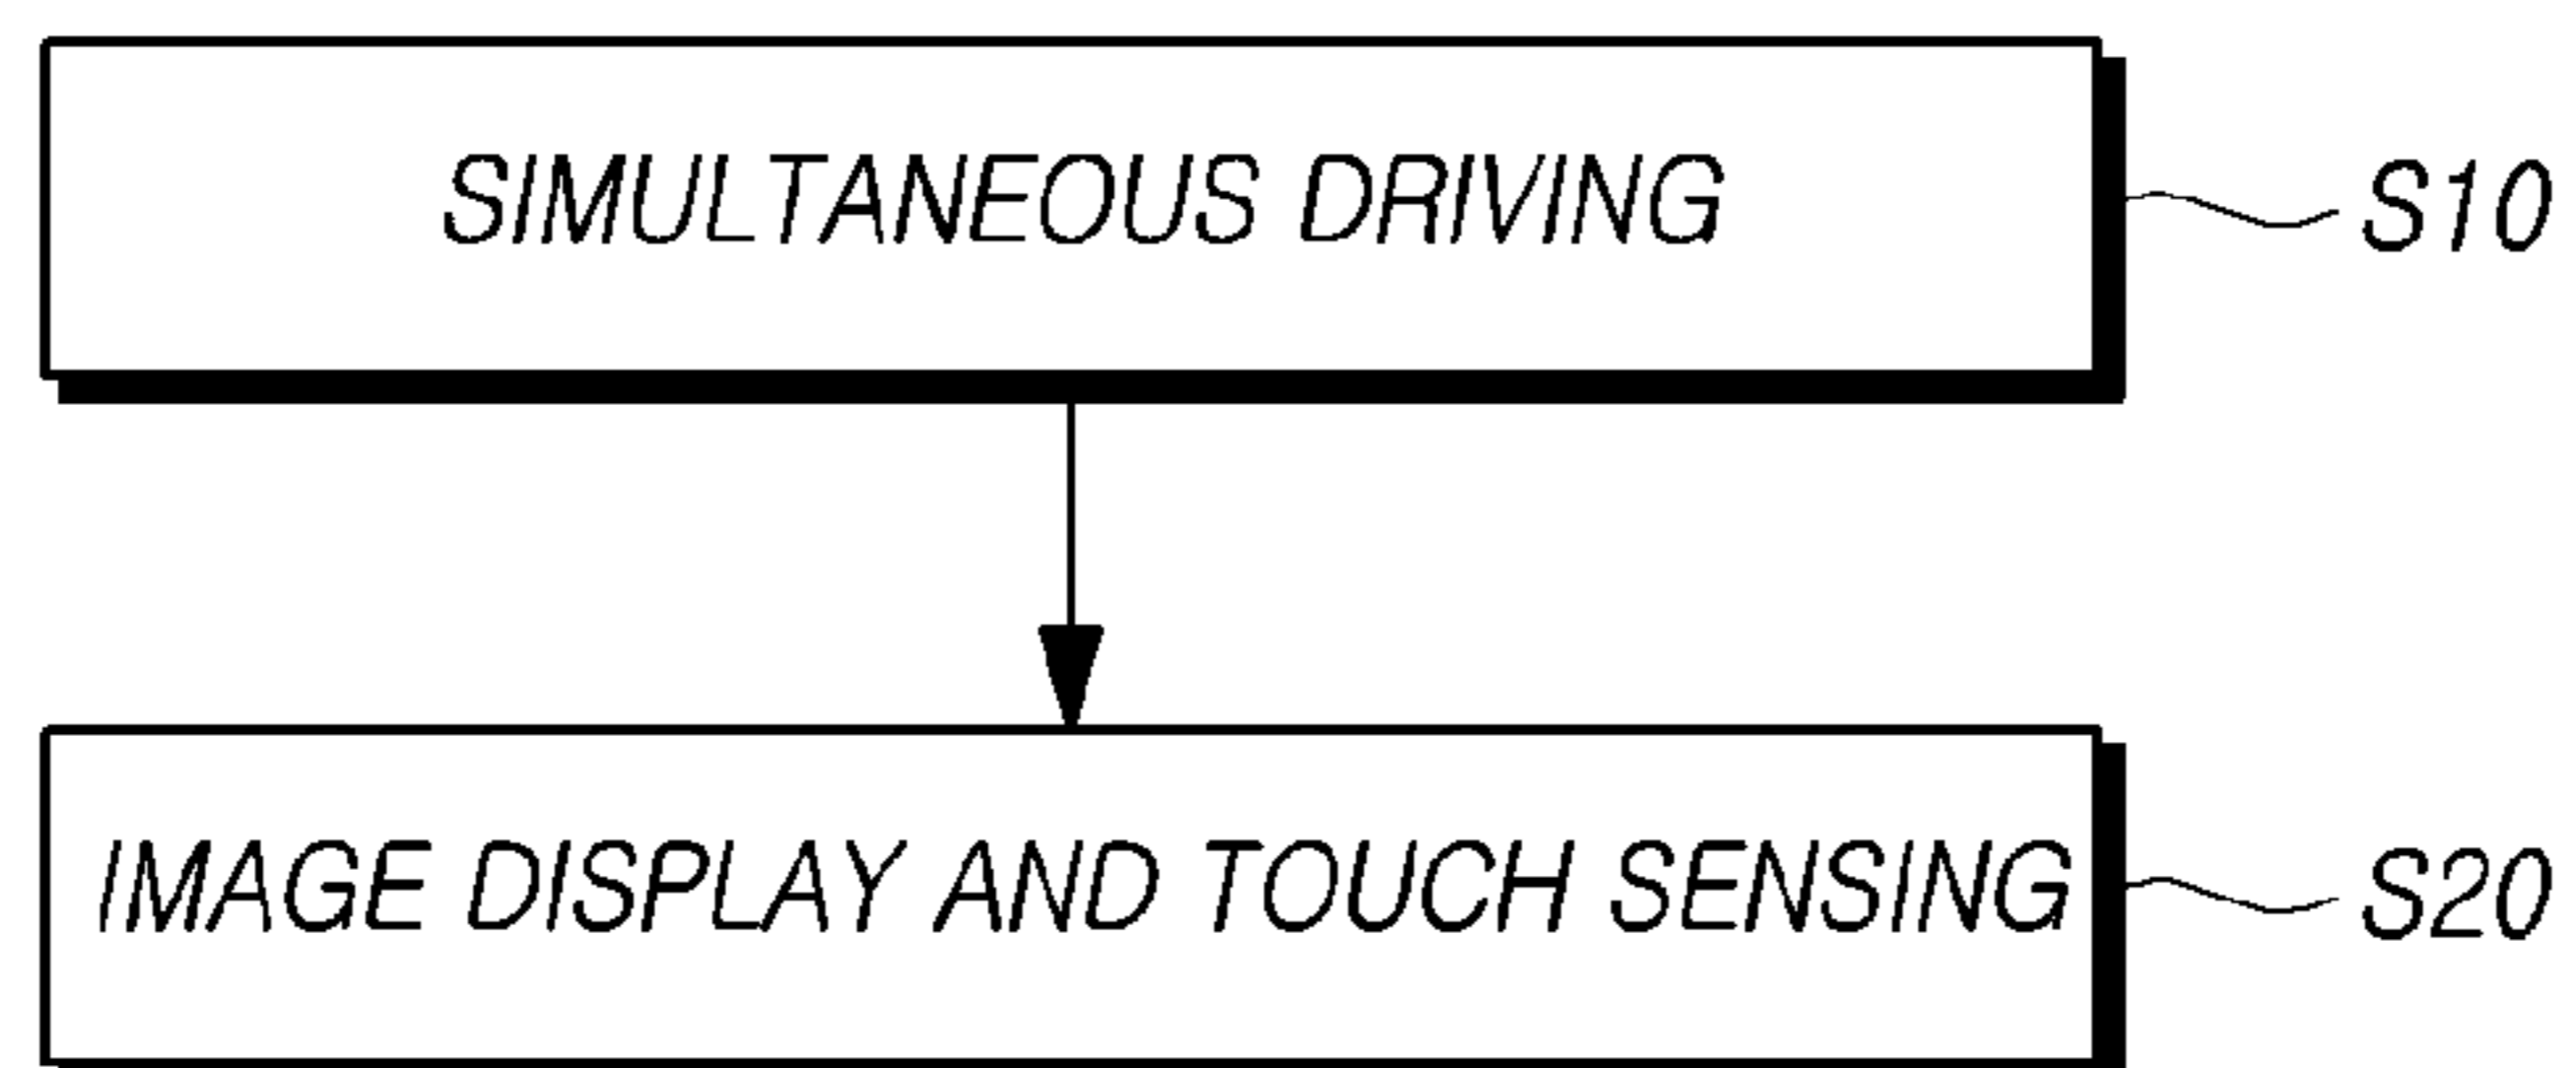 SIMULTANEOUS DRIVING
S10
IMAGE DISPLAY AND TOUCH SENSING
S20